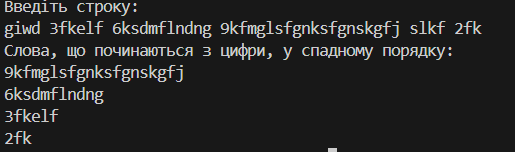 Введіть строку:
giwd 3fkelf 6ksdmflndng 9kfmglsfgnksfgnskgfj slkf 2fk
Слова, що починаються з цифри, у спадному порядку:
9kfmglsfgnksfgnskgfj
6ksdmflndng
3fkelf
2fk